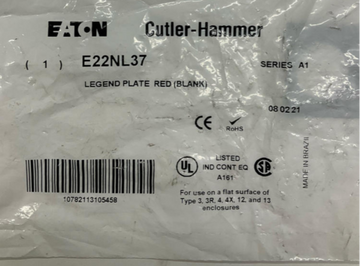 EATON Cutler-Hammer
( 1 ) E22NL37 SERIES A1
LEGEND PLATE RED (BLANK)
080221
CE RoHS
MADE IN BRAZIL
UL LISTED SA
IND CONT EQ
A161
10782113105458
For use on a flat surface of
Type 3, 3R, 4, 4X, 12, and 13
enclosures